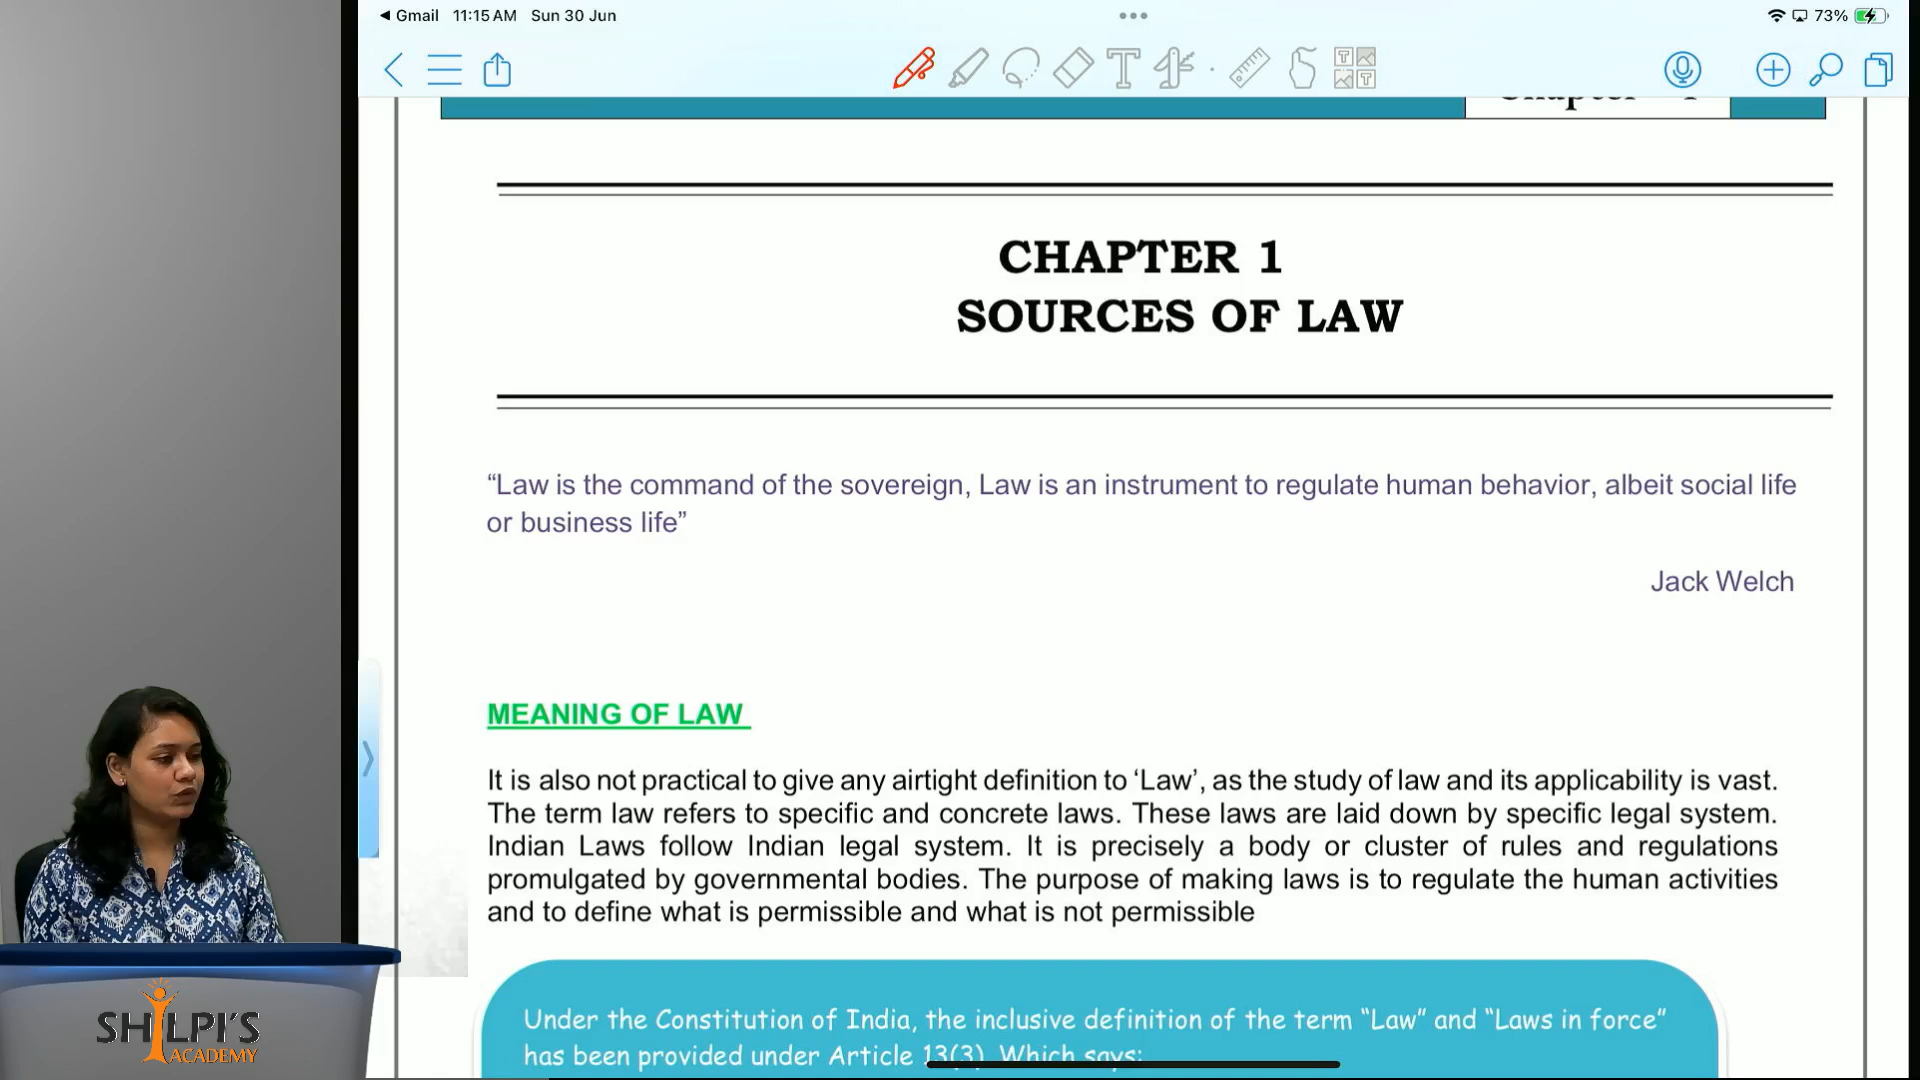 Gmail 11:15 AM Sun 30 Jun
73%
Chapter - 1
CHAPTER 1
SOURCES OF LAW
“Law is the command of the sovereign, Law is an instrument to regulate human behavior, albeit social life
or business life”
Jack Welch
MEANING OF LAW
It is also not practical to give any airtight definition to ‘Law’, as the study of law and its applicability is vast.
The term law refers to specific and concrete laws. These laws are laid down by specific legal system.
Indian Laws follow Indian legal system. It is precisely a body or cluster of rules and regulations
promulgated by governmental bodies. The purpose of making laws is to regulate the human activities
and to define what is permissible and what is not permissible
Under the Constitution of India, the inclusive definition of the term “Law” and “Laws in force”
has been provided under Article 13(3). Which says:
SHILPI'S
ACADEMY